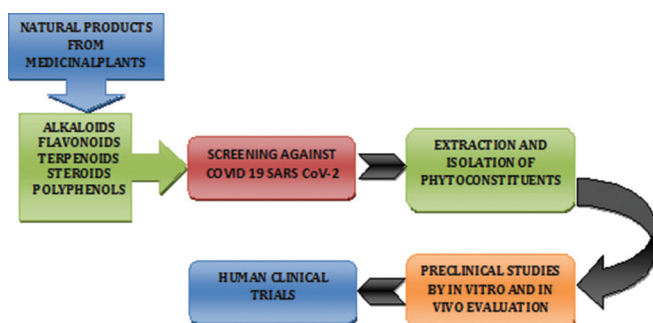 NATURAL PRODUCTS
FROM
MEDICINALPLANTS
ALKALOIDS
FLAVONOIDS
TERPENOIDS
STEROIDS
POLYPHENOLS
SCREENING AGAINST
COVID 19 SARS CoV-2
EXTRACTION AND
ISOLATION OF
PHYTOCONSTITUENTS
PRECLINICAL STUDIES
BY IN VITRO AND IN
VIVO EVALUATION
HUMAN CLINICAL
TRIALS